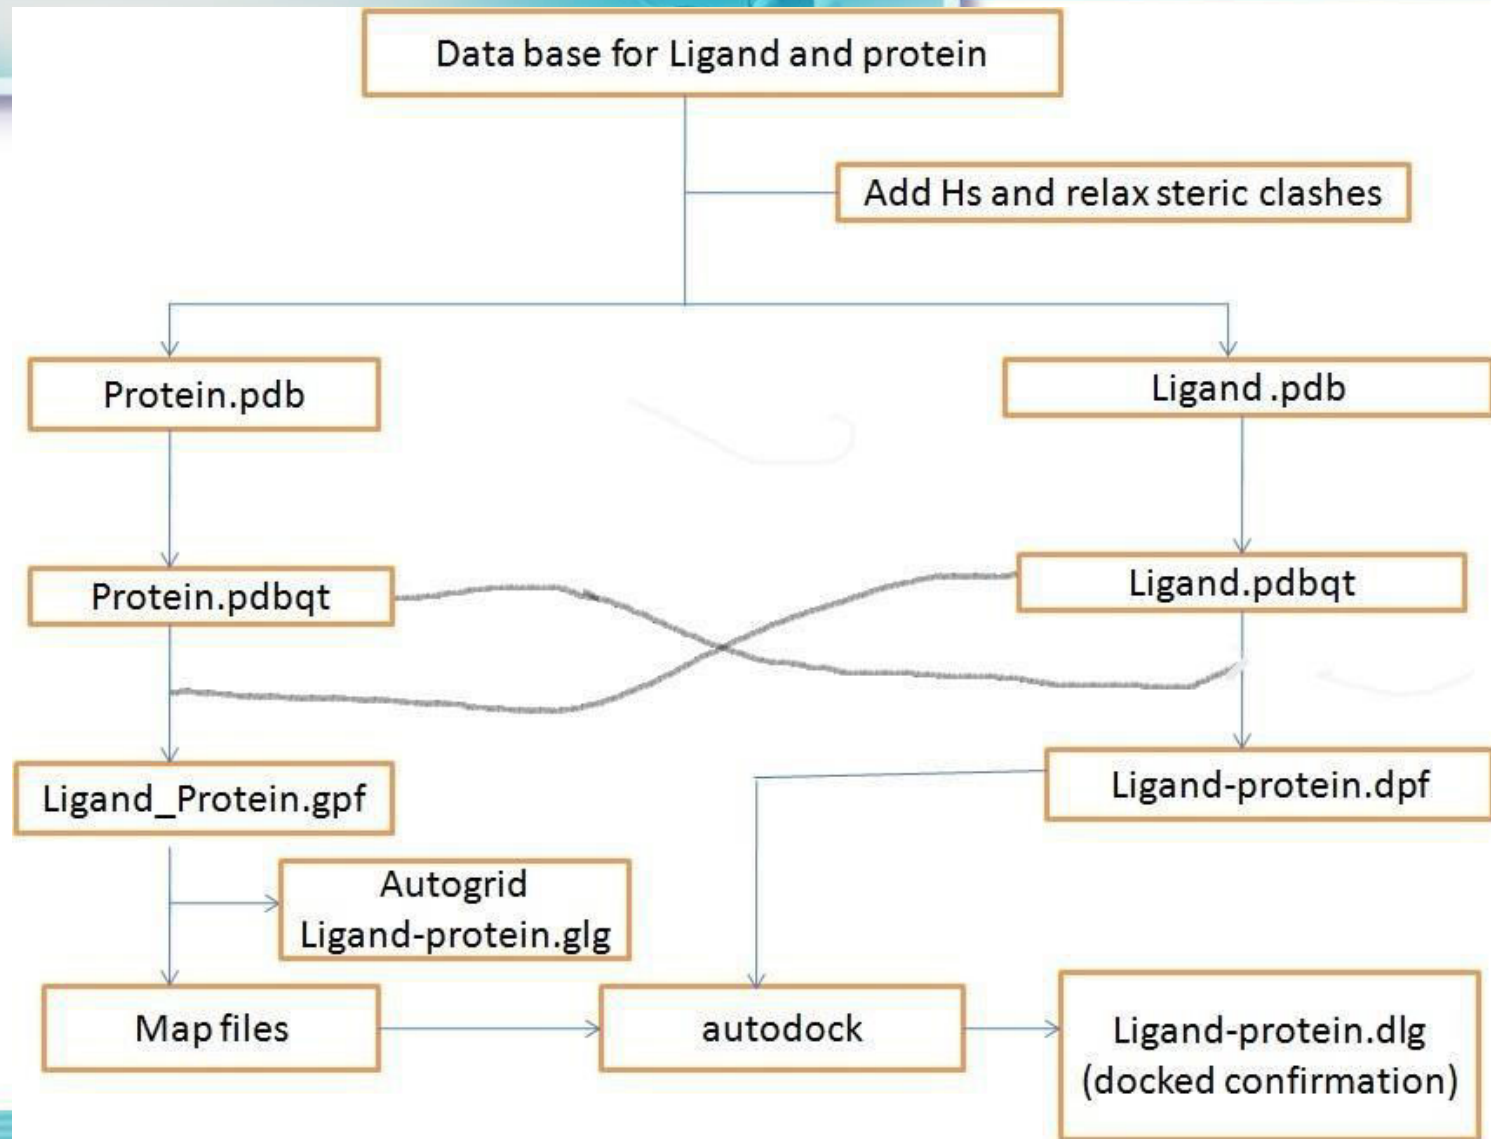 Data base for Ligand and protein
Add Hs and relax steric clashes
Protein.pdb
Ligand .pdb
Protein.pdbqt
Ligand.pdbqt
Ligand_Protein.gpf
Ligand-protein.dpf
Autogrid
Ligand-protein.glg
Map files
autodock
Ligand-protein.dlg
(docked confirmation)